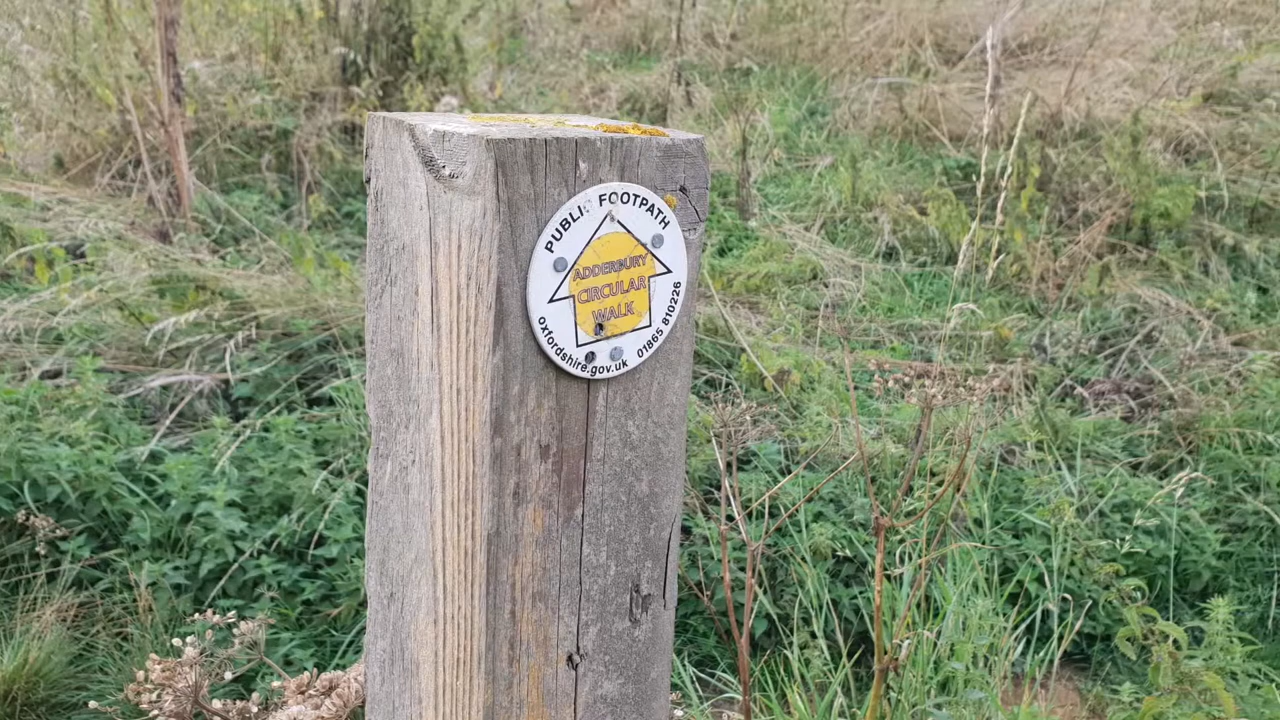 PUBLIC FOOTPATH
ADDERBURY
CIRCULAR
WALK
oxfordshire.gov.uk 01865 810226